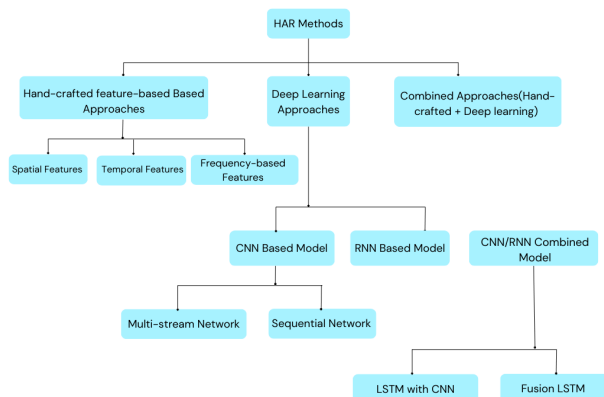 HAR Methods
Hand-crafted feature-based Based
Approaches
Deep Learning
Approaches
Combined Approaches(Hand-
crafted + Deep learning)
Spatial Features
Temporal Features
Frequency-based
Features
CNN Based Model
RNN Based Model
CNN/RNN Combined
Model
Multi-stream Network
Sequential Network
LSTM with CNN
Fusion LSTM